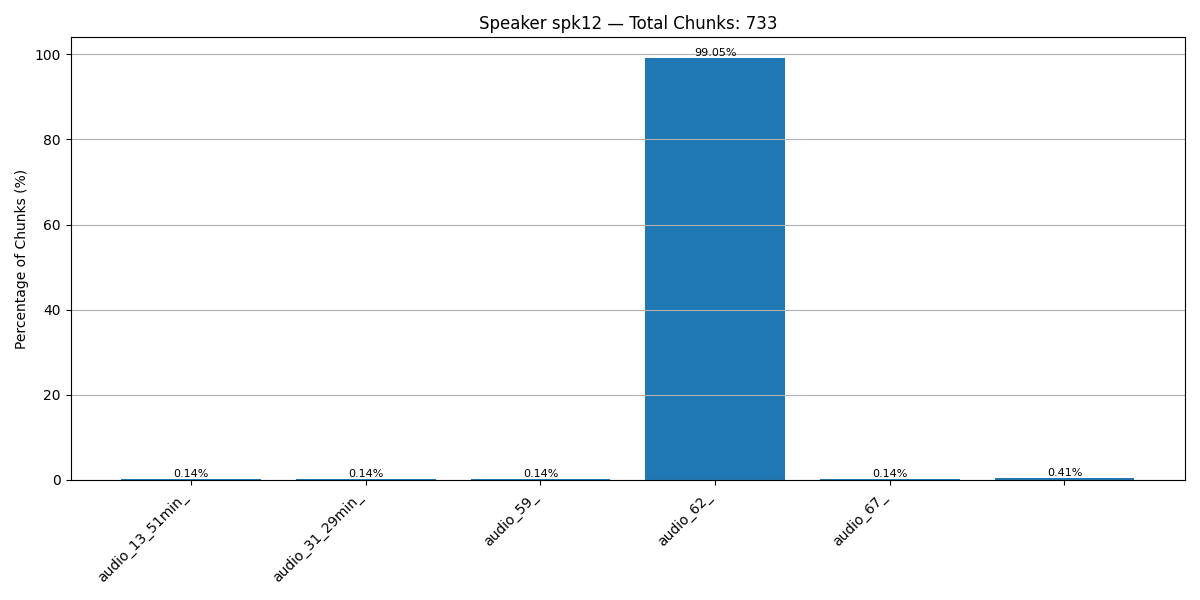 Speaker spk12 — Total Chunks: 733
Percentage of Chunks (%)
100
80
60
40
20
0
0.14%
0.14%
0.14%
99.05%
0.14%
0.41%
audio_13_51min_
audio_31_29min_
audio_59_
audio_62_
audio_67_